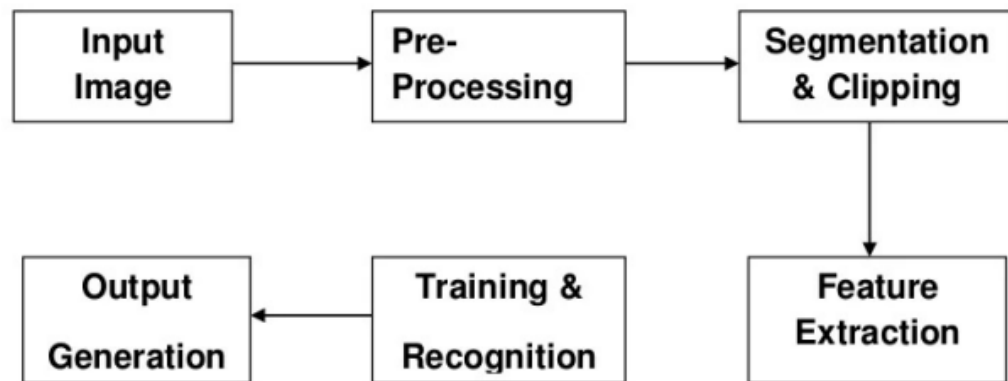 Input
Image
Pre-
Processing
Segmentation
& Clipping
Feature
Extraction
Training &
Recognition
Output
Generation